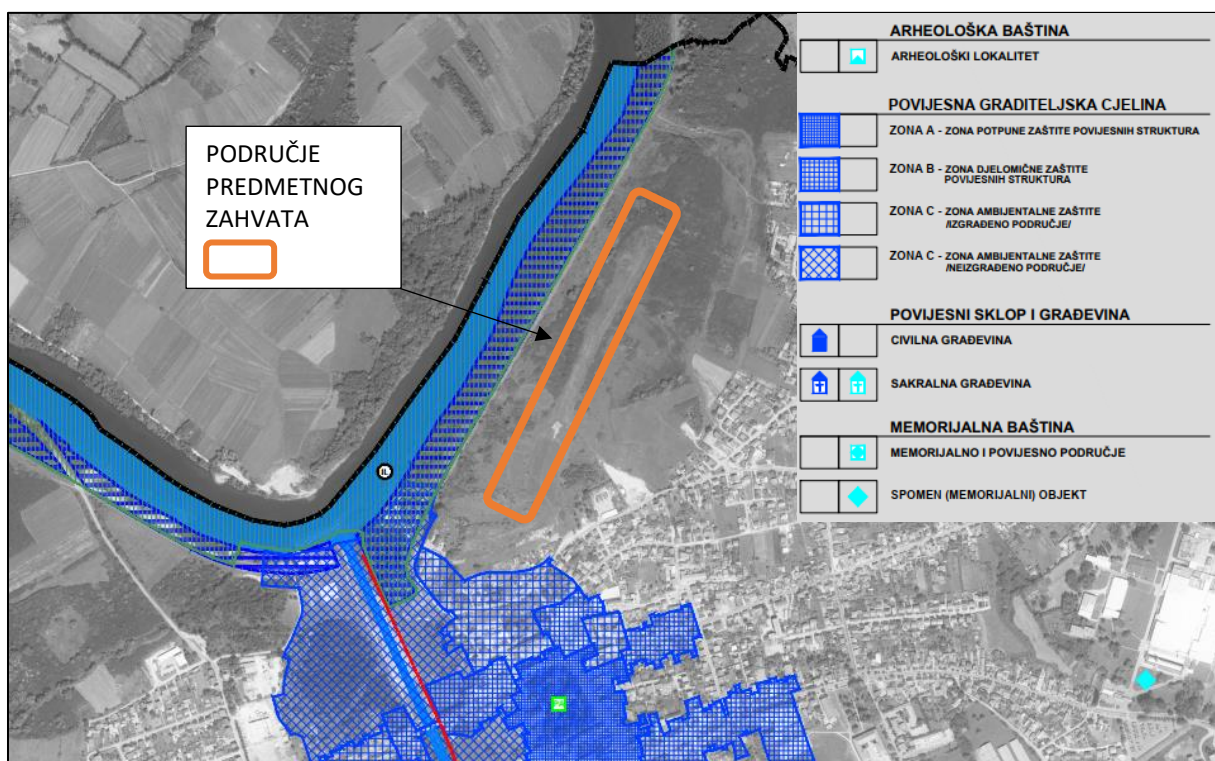 PODRUČJE
PREDMETNOG
ZAHVATA
IL
ARHEOLOŠKA BAŠTINA
ARHEOLOŠKI LOKALITET
POVIJESNA GRADITELJSKA CJELINA
ZONA A - ZONA POTPUNE ZAŠTITE POVIJESNIH STRUKTURA
ZONA B - ZONA DJELOMIČNE ZAŠTITE
POVIJESNIH STRUKTURA
ZONA C - ZONA AMBIJENTALNE ZAŠTITE
/IZGRAĐENO PODRUČJE/
ZONA C - ZONA AMBIJENTALNE ZAŠTITE
/NEIZGRAĐENO PODRUČJE/
POVIJESNI SKLOP I GRAĐEVINA
CIVILNA GRAĐEVINA
SAKRALNA GRAĐEVINA
MEMORIJALNA BAŠTINA
MEMORIJALNO I POVIJESNO PODRUČJE
SPOMEN (MEMORIJALNI) OBJEKT